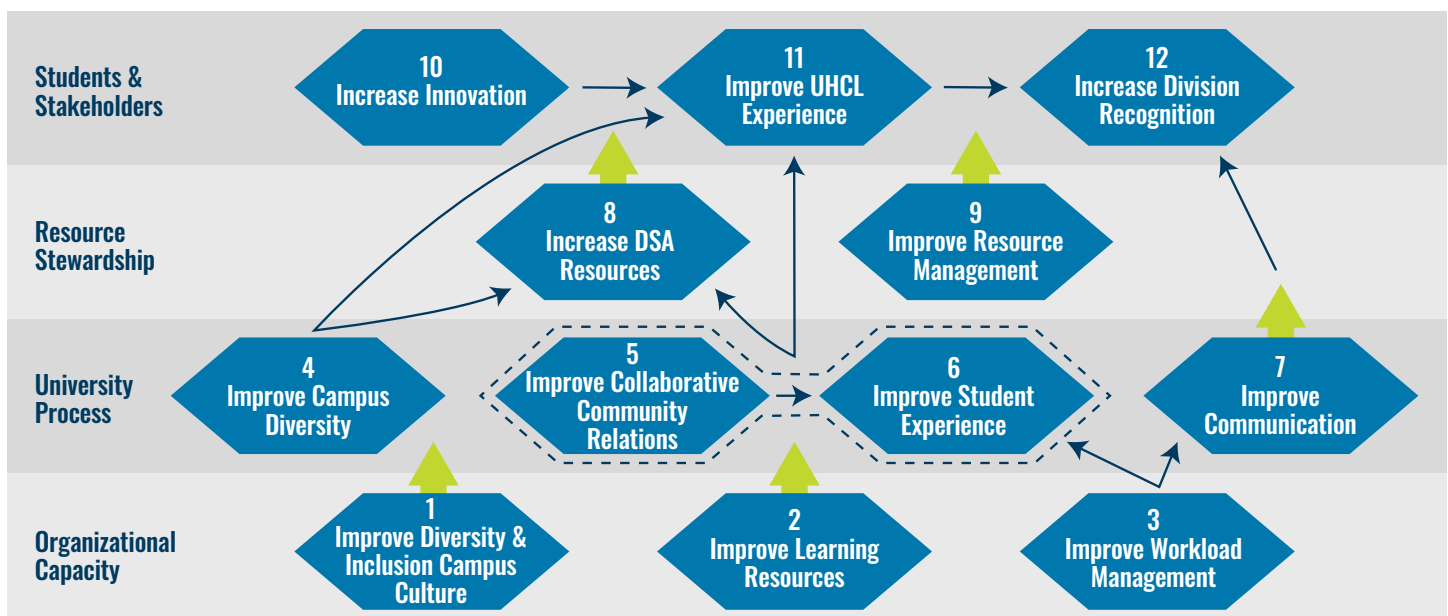 Students &
Stakeholders
10
Increase Innovation
11
Improve UHCL
Experience
12
Increase Division
Recognition
Resource
Stewardship
8
Increase DSA
Resources
9
Improve Resource
Management
University
Process
4
Improve Campus
Diversity
5
Improve Collaborative
Community
Relations
6
Improve Student
Experience
7
Improve
Communication
Organizational
Capacity
1
Improve Diversity &
Inclusion Campus
Culture
2
Improve Learning
Resources
3
Improve Workload
Management